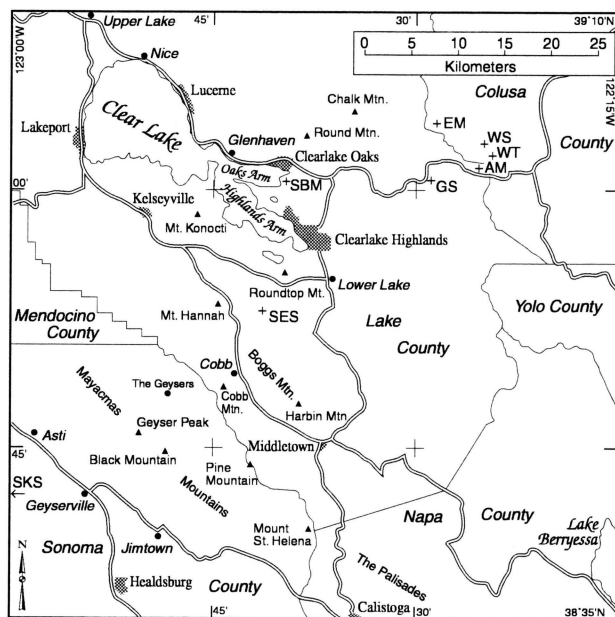 45'
30'
39°10'
Upper Lake
123°00'
Nice
0 5 10 15 20 25
Kilometers
122°15'
Lucerne
Chalk Mtn.
Colusa
County
Lakeport
Clear Lake
Round Mtn.
EM
WS
WT
AM
Glenhaven
Clearlake Oaks
Oaks Arm
SBM
GS
00'
Highlands Arm
Kelseyville
Mt. Konocti
Clearlake Highlands
Roundtop Mt.
Lower Lake
Mt. Hannah
SES
Lake
County
Yolo County
Mendocino
County
Cobb
Boggs Mtn.
Mayacmas
The Geysers
Cobb
Mtn.
Harbin Mtn
Asti
Geyser Peak
45'
Black Mountain
Pine
Mountain
Middletown
SKS
Geyserville
Mountains
Napa
County
Mount
St. Helena
Lake
Berryessa
Sonoma
Jimtown
N
Healdsburg
County
The Palisades
Calistoga
45'
30'
38°35'